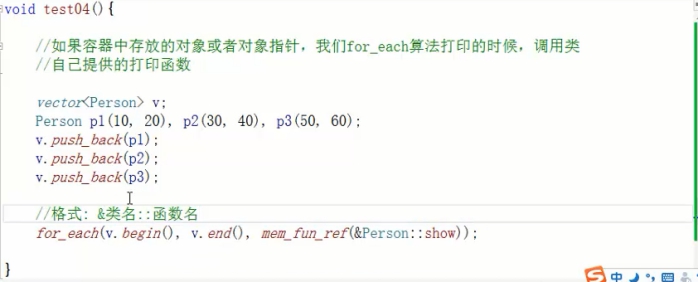 void test04(){
//如果容器中存放的对象或者对象指针，我们for_each算法打印的时候，调用类
//自己提供的打印函数
vector<Person> v;
Person p1(10, 20), p2(30, 40), p3(50, 60);
v.push_back(p1);
v.push_back(p2);
v.push_back(p3);
//格式: &类名::函数名
for_each(v.begin(), v.end(), mem_fun_ref(&Person::show));
}
S 中